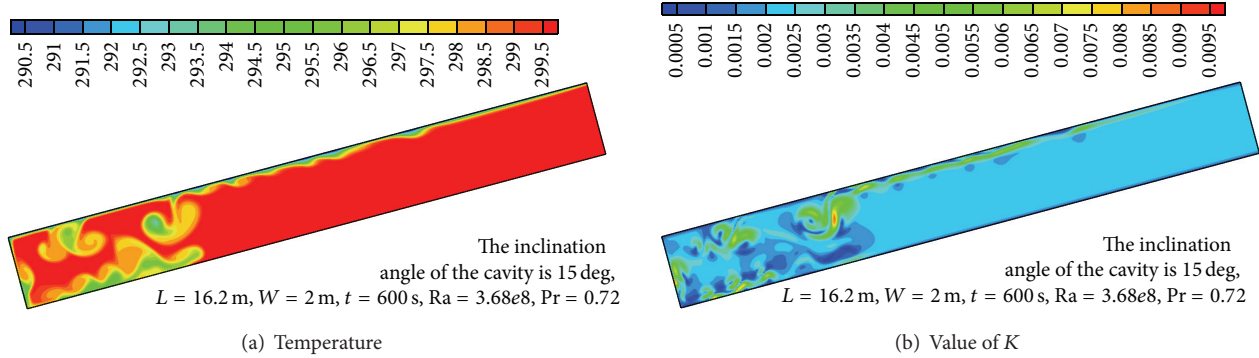 290.5 291 291.5 292 292.5 293 293.5 294 294.5 295 295.5 296 296.5 297 297.5 298 298.5 299 299.5
The inclination
angle of the cavity is 15 deg,
L = 16.2 m, W = 2 m, t = 600 s, Ra = 3.68e8, Pr = 0.72
(a) Temperature
0.0005 0.001 0.0015 0.002 0.0025 0.003 0.0035 0.004 0.0045 0.005 0.0055 0.006 0.0065 0.007 0.0075 0.008 0.0085 0.009 0.0095
The inclination
angle of the cavity is 15 deg,
L = 16.2 m, W = 2 m, t = 600 s, Ra = 3.68e8, Pr = 0.72
(b) Value of K